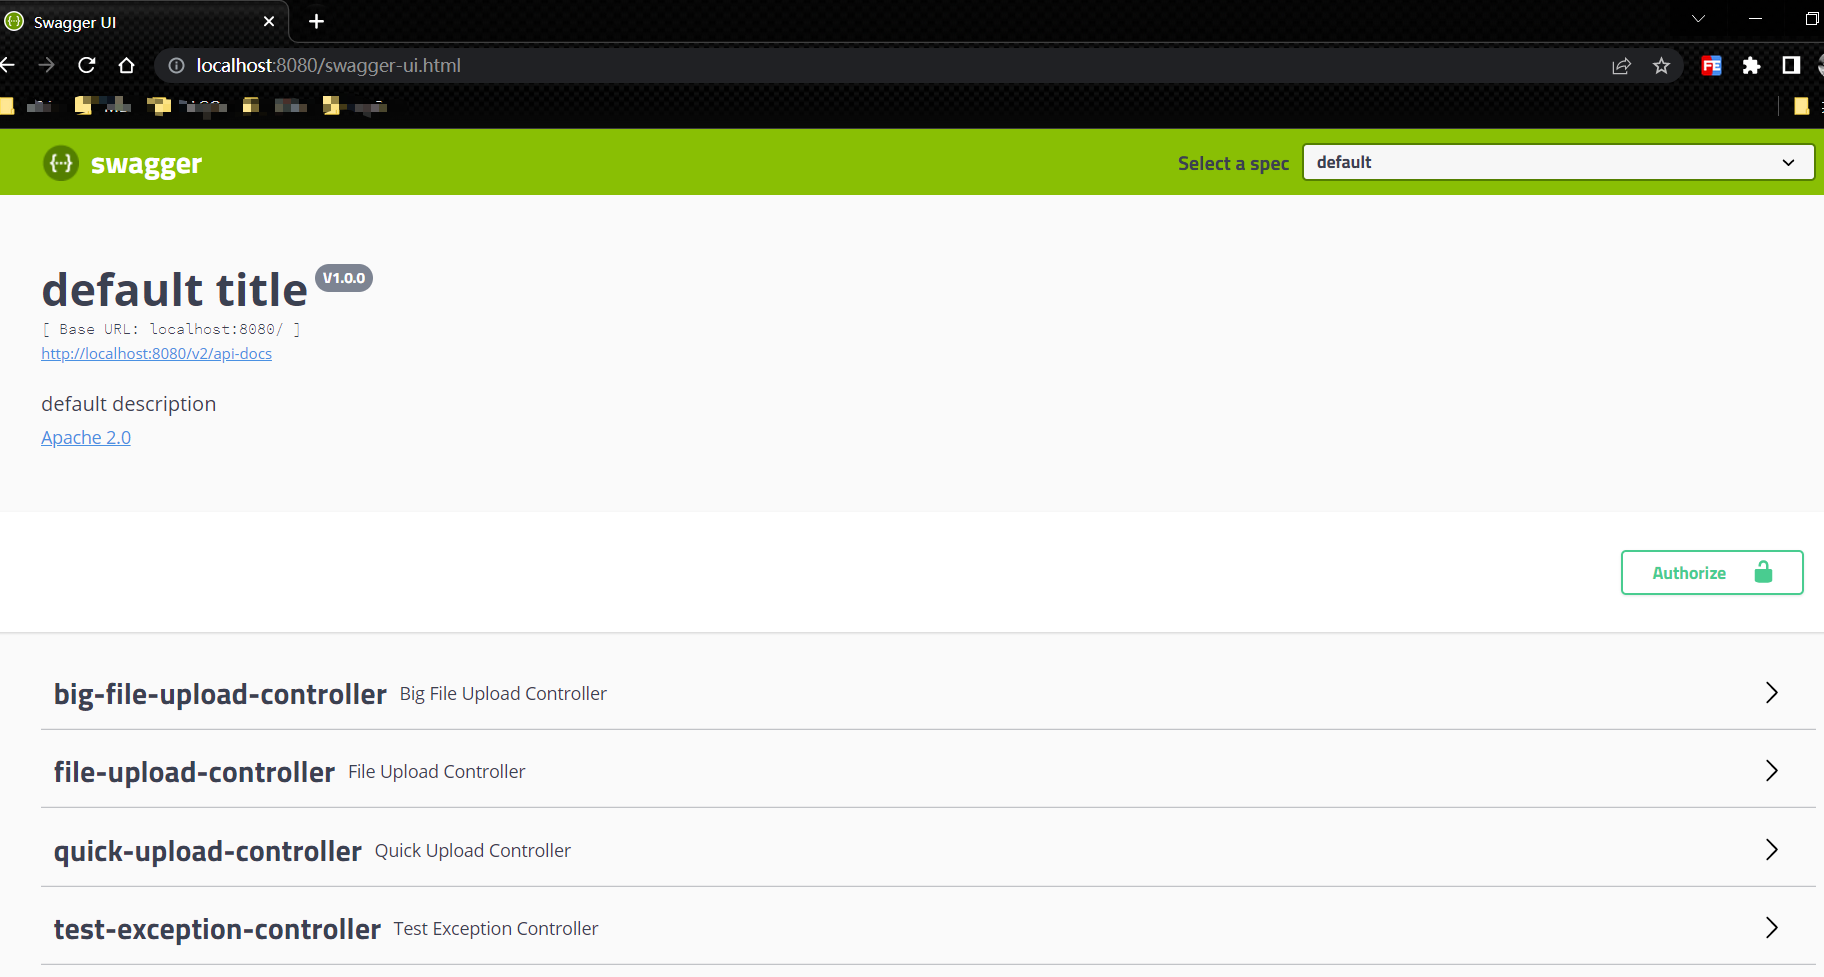 Swagger UI
localhost:8080/swagger-ui.html
FE
{···} swagger
Select a spec
default
default title V1.0.0
[ Base URL: localhost:8080/ ]
http://localhost:8080/v2/api-docs
default description
Apache 2.0
Authorize
big-file-upload-controller Big File Upload Controller
file-upload-controller File Upload Controller
quick-upload-controller Quick Upload Controller
test-exception-controller Test Exception Controller